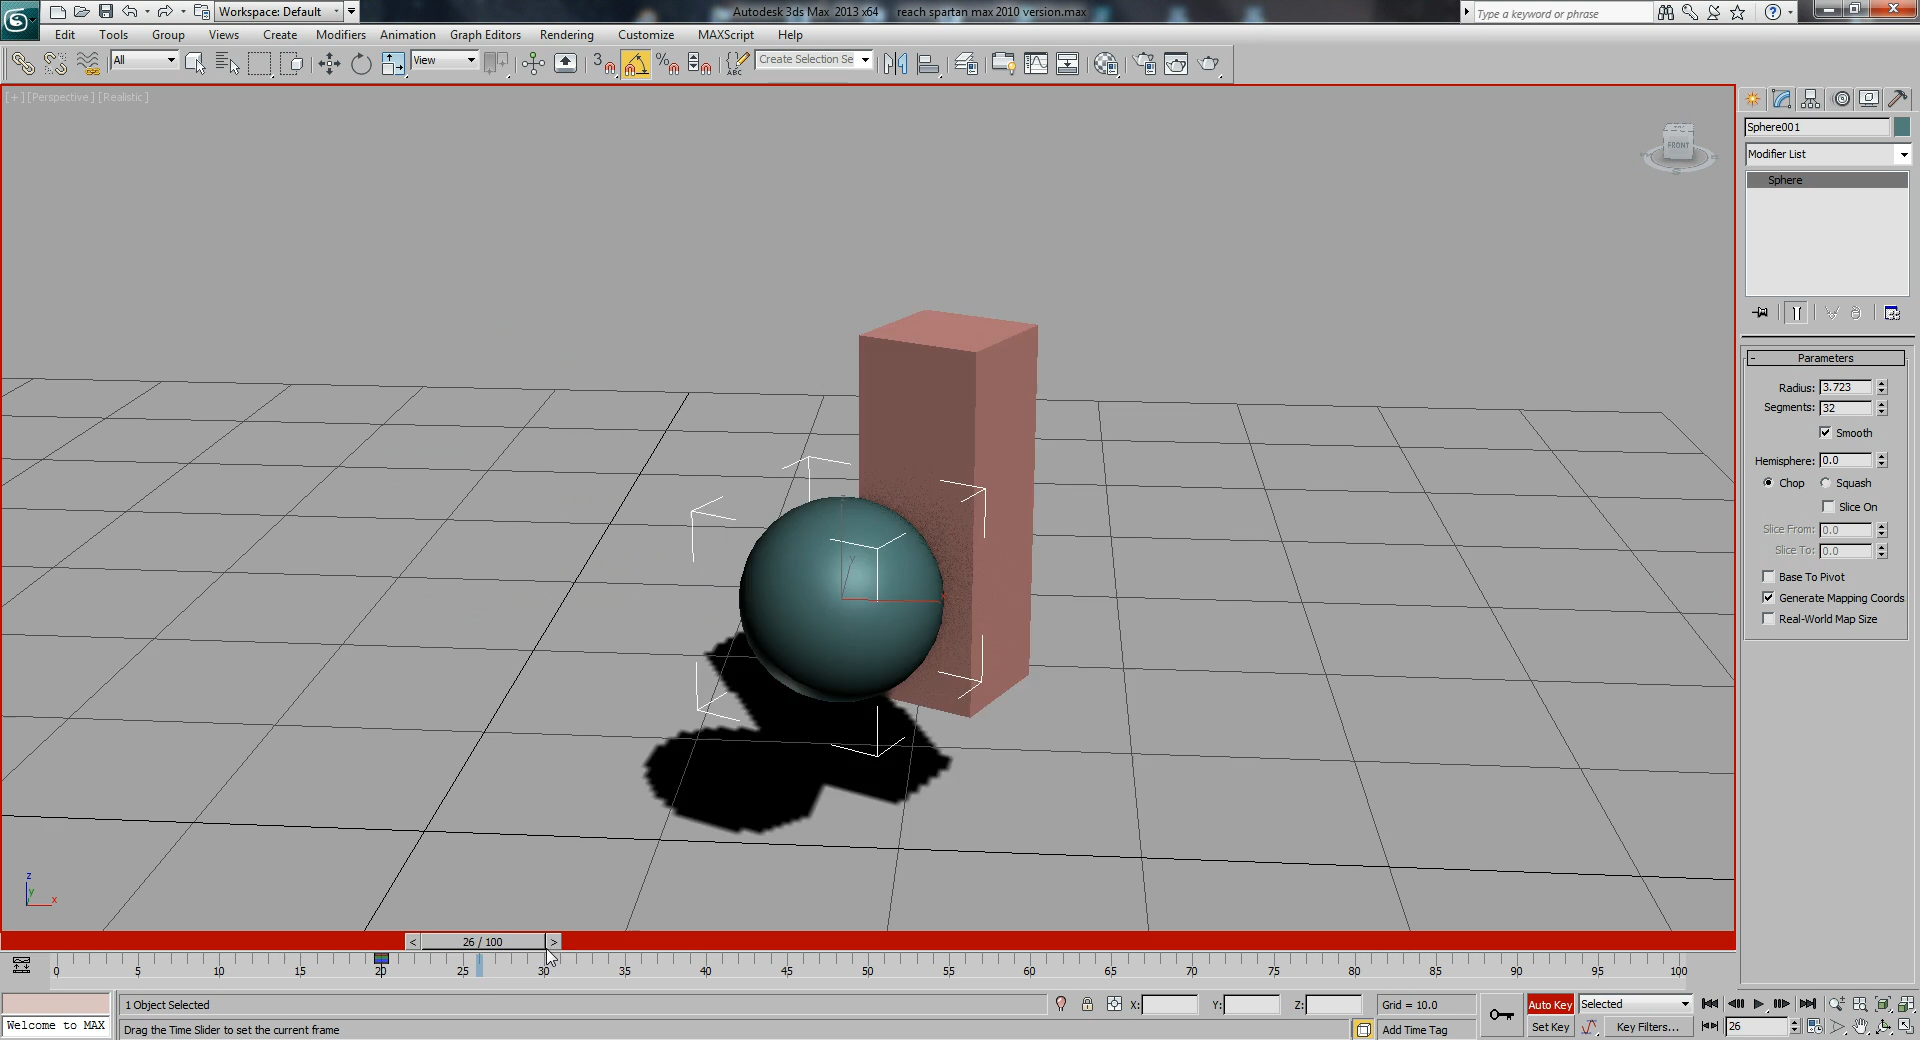 Workspace: Default
Autodesk 3ds Max 2013 x64 reach spartan max 2010 version.max
Type a keyword or phrase
Edit Tools Group Views Create Modifiers Animation Graph Editors Rendering Customize MAXScript Help
All
View
3
%
ABC
Create Selection Se
[ + ] [Perspective ] [Realistic ]
FRONT
Sphere001
Modifier List
Sphere
- Parameters
Radius: 3.723
Segments: 32
Smooth
Hemisphere: 0.0
Chop Squash
Slice On
Slice From: 0.0
Slice To: 0.0
Base To Pivot
Generate Mapping Coords
Real-World Map Size
z
y
x
< 26 / 100 >
0 5 10 15 20 25 30 35 40 45 50 55 60 65 70 75 80 85 90 95 100
1 Object Selected X: Y: Z: Grid = 10.0 Auto Key Selected
Welcome to MAX Drag the Time Slider to set the current frame Add Time Tag Set Key Key Filters... 26